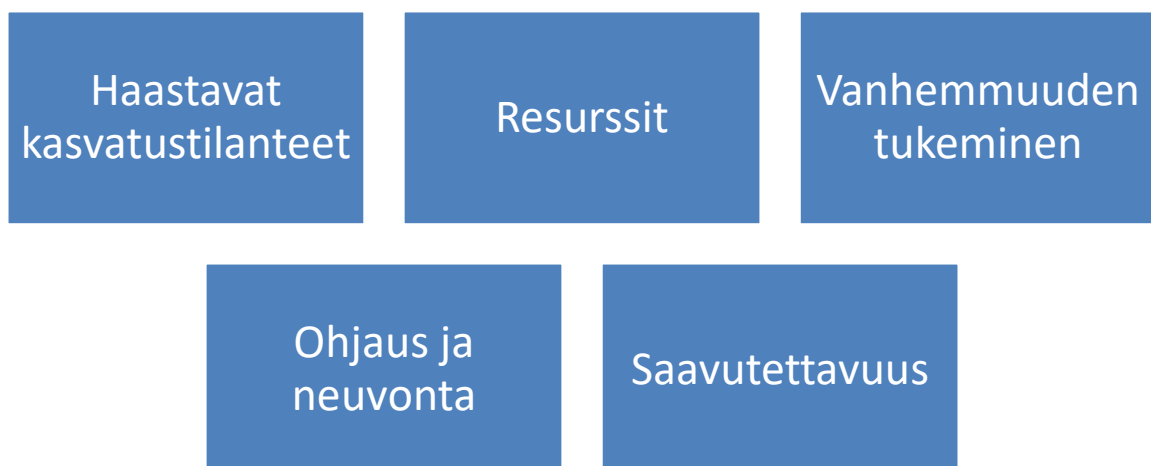 Haastavat
kasvatustilanteet
Resurssit
Vanhemmuuden
tukeminen
Ohjaus ja
neuvonta
Saavutettavuus